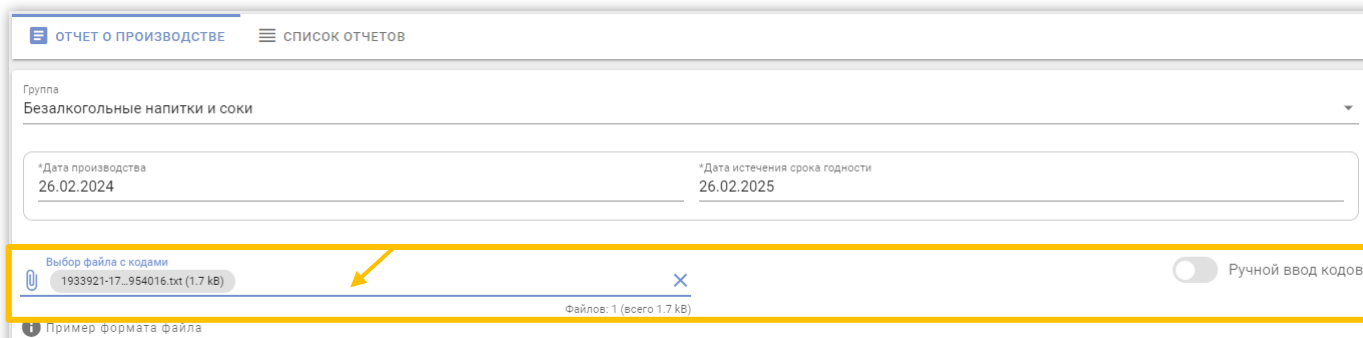 ОТЧЕТ О ПРОИЗВОДСТВЕ СПИСОК ОТЧЕТОВ
Группа
Безалкогольные напитки и соки
*Дата производства *Дата истечения срока годности
26.02.2024 26.02.2025
Выбор файла с кодами
1933921-17...954016.txt (1.7 kB) Ручной ввод кодов
Файлов: 1 (всего 1.7 kB)
Пример формата файла